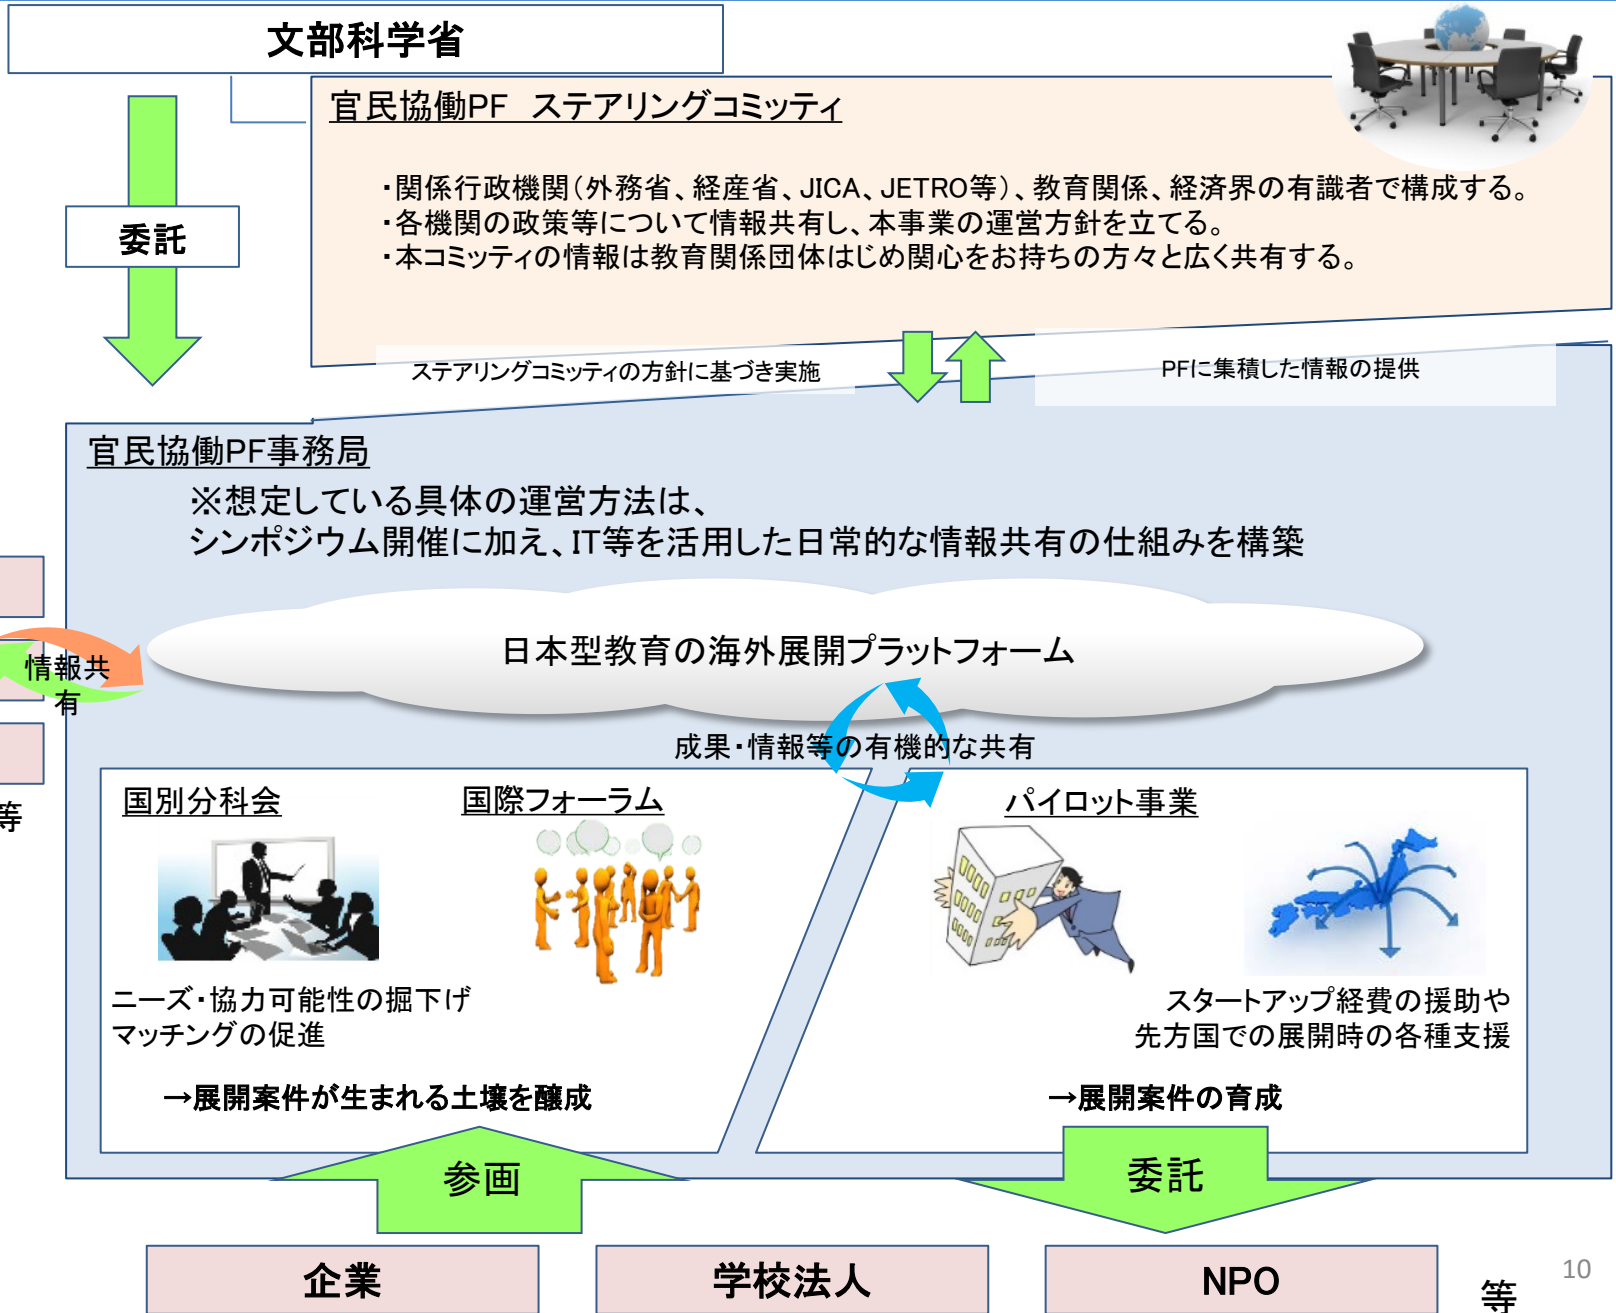 文部科学省
官民協働PF　ステアリングコミッティ
・関係行政機関（外務省、経産省、JICA、JETRO等）、教育関係、経済界の有識者で構成する。
・各機関の政策等について情報共有し、本事業の運営方針を立てる。
・本コミッティの情報は教育関係団体はじめ関心をお持ちの方々と広く共有する。
委託
ステアリングコミッティの方針に基づき実施
PFに集積した情報の提供
官民協働PF事務局
※想定している具体の運営方法は、
シンポジウム開催に加え、IT等を活用した日常的な情報共有の仕組みを構築
日本型教育の海外展開プラットフォーム
情報共
有
成果・情報等の有機的な共有
等
国別分科会
国際フォーラム
パイロット事業
ニーズ・協力可能性の掘下げ
マッチングの促進
スタートアップ経費の援助や
先方国での展開時の各種支援
→展開案件が生まれる土壌を醸成
→展開案件の育成
参画
委託
企業
学校法人
NPO
等
10